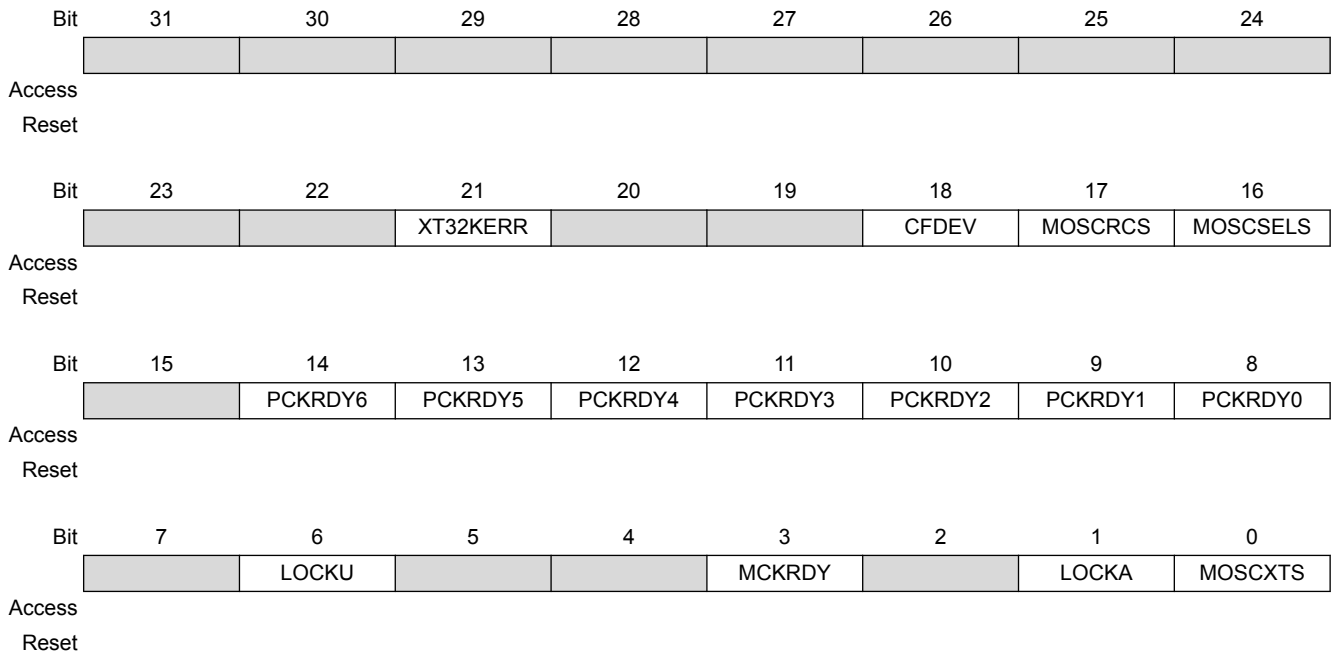 Bit 31 30 29 28 27 26 25 24
Access
Reset
Bit 23 22 21 20 19 18 17 16
XT32KERR CFDEV MOSCRCS MOSCSELS
Access
Reset
Bit 15 14 13 12 11 10 9 8
PCKRDY6 PCKRDY5 PCKRDY4 PCKRDY3 PCKRDY2 PCKRDY1 PCKRDY0
Access
Reset
Bit 7 6 5 4 3 2 1 0
LOCKU MCKRDY LOCKA MOSCXTS
Access
Reset